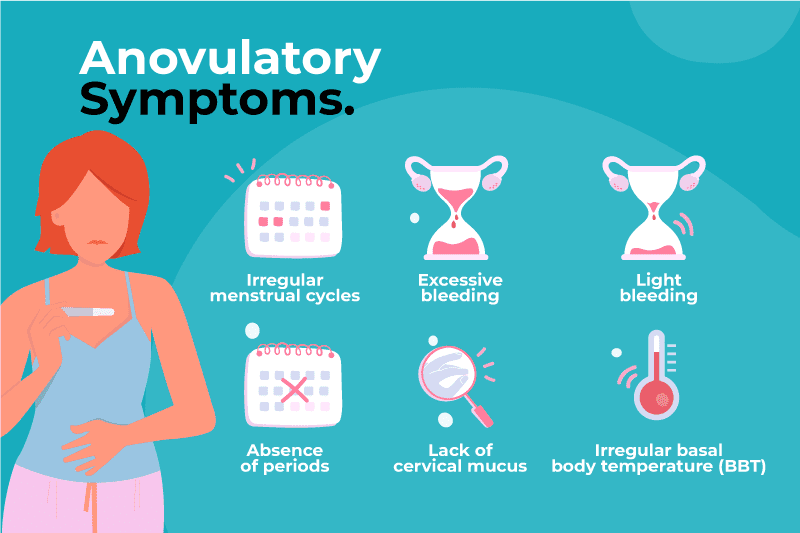 Anovulatory
Symptoms.
Irregular
menstrual cycles
Excessive
bleeding
Light
bleeding
Absence
of periods
Lack of
cervical mucus
Irregular basal
body temperature (BBT)